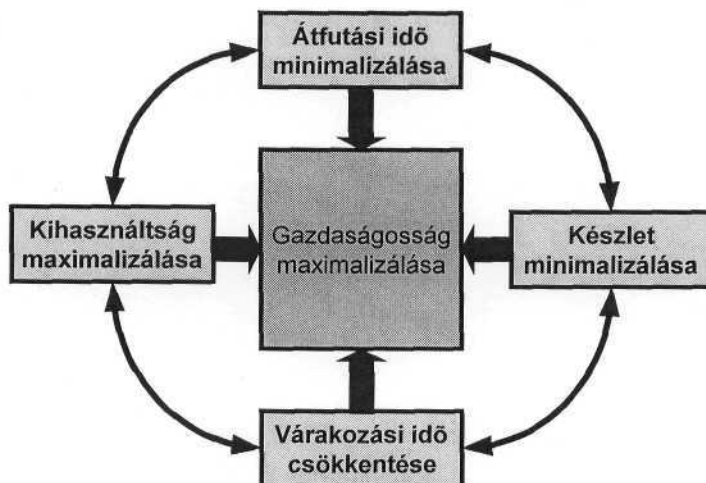 Átfutási idõ
minimalizálása
Kihasználtság
maximalizálása
Gazdaságosság
maximalizálása
Készlet
minimalizálása
Várakozási idõ
csökkentése